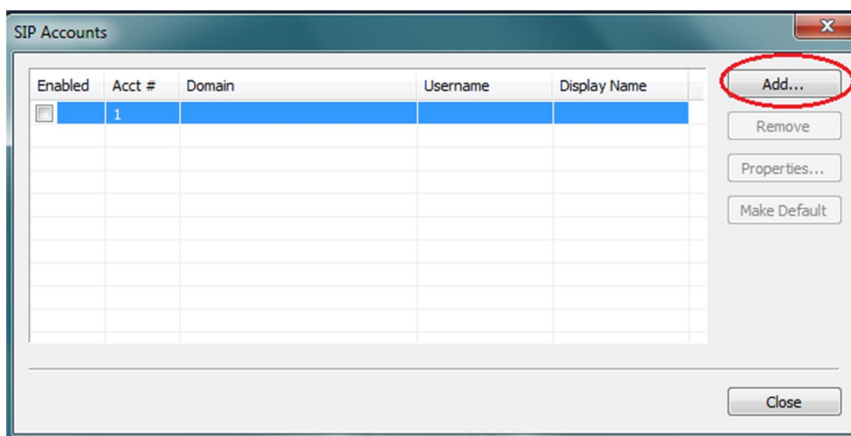 SIP Accounts
Enabled Acct # Domain Username Display Name
1
Add...
Remove
Properties...
Make Default
Close